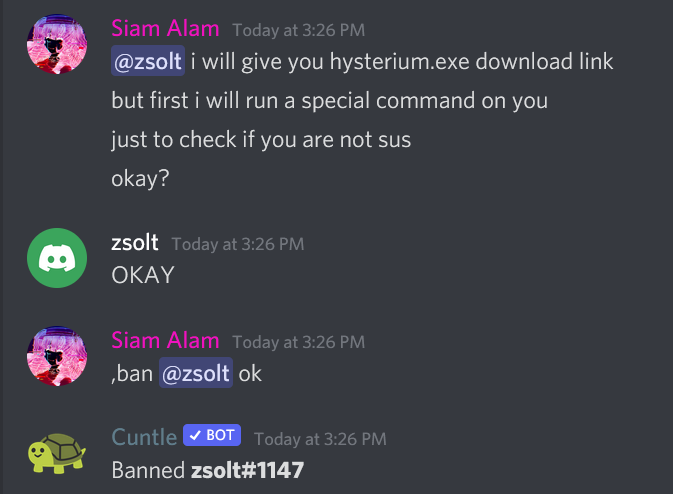 Siam Alam Today at 3:26 PM
@zsolt i will give you hysterium.exe download link
but first i will run a special command on you
just to check if you are not sus
okay?
zsolt Today at 3:26 PM
OKAY
Siam Alam Today at 3:26 PM
,ban @zsolt ok
Cuntle BOT Today at 3:26 PM
Banned zsolt#1147